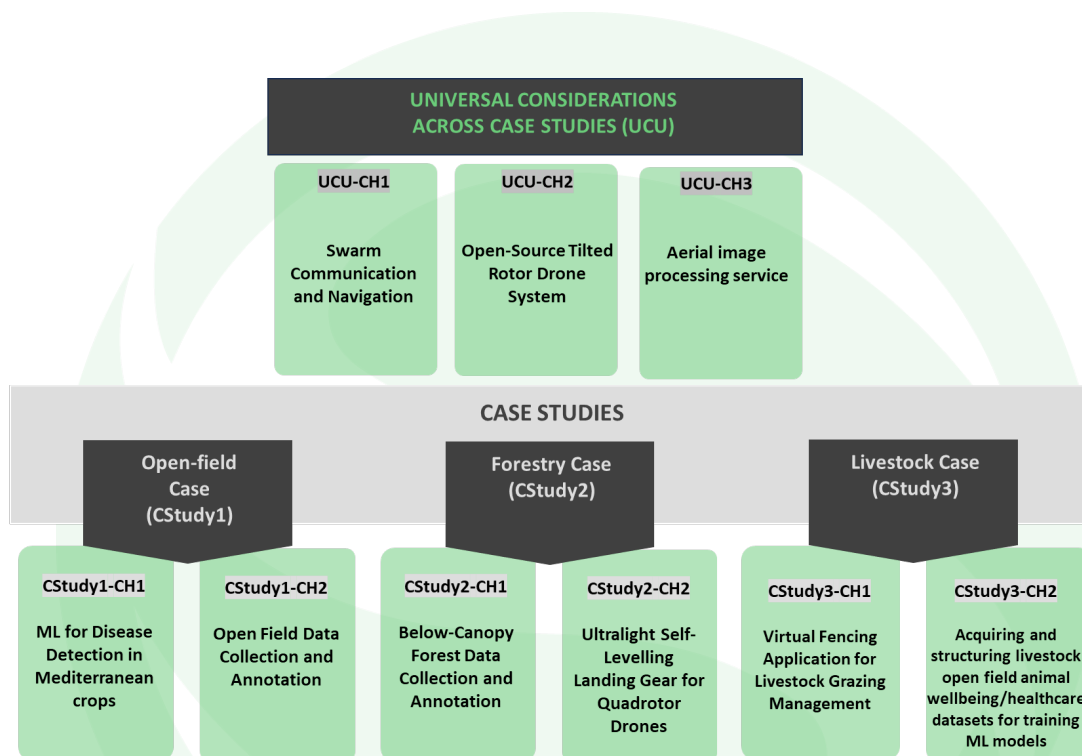 UNIVERSAL CONSIDERATIONS
ACROSS CASE STUDIES (UCU)
UCU-CH1
Swarm
Communication
and Navigation
UCU-CH2
Open-Source Tilted
Rotor Drone
System
UCU-CH3
Aerial image
processing service
CASE STUDIES
Open-field
Case
(CStudy1)
Forestry Case
(CStudy2)
Livestock Case
(CStudy3)
CStudy1-CH1
ML for Disease
Detection in
Mediterranean
crops
CStudy1-CH2
Open Field Data
Collection and
Annotation
CStudy2-CH1
Below-Canopy
Forest Data
Collection and
Annotation
CStudy2-CH2
Ultralight Self-
Levelling
Landing Gear for
Quadrotor
Drones
CStudy3-CH1
Virtual Fencing
Application for
Livestock Grazing
Management
CStudy3-CH2
Acquiring and
structuring livestock
open field animal
wellbeing/healthcare
datasets for training
ML models